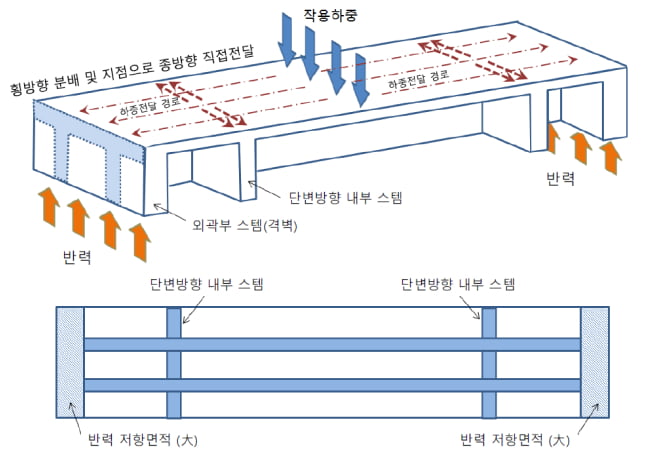 작용하중
횡방향 분배 및 지점으로 종방향 직접전달
하중전달 경로
하중전달 경로
단변방향 내부 스템
외곽부 스템(격벽)
반력
반력
단변방향 내부 스템
단변방향 내부 스템
반력 저항면적 (大)
반력 저항면적 (大)